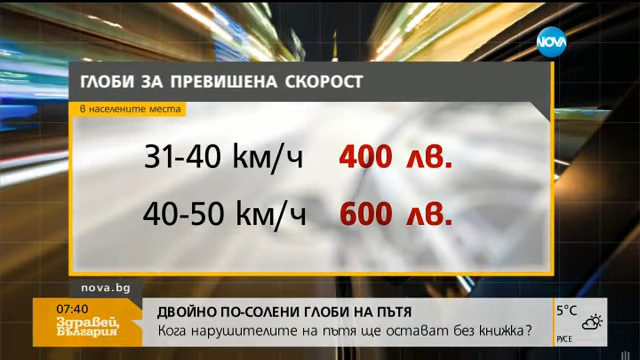 NOVA
ГЛОБИ ЗА ПРЕВИШЕНА СКОРОСТ
в населените места
31-40 км/ч 400 лв.
40-50 км/ч 600 лв.
nova.bg
07:40
Здравей,
България
ДВОЙНО ПО-СОЛЕНИ ГЛОБИ НА ПЪТЯ
Кога нарушителите на пътя ще остават без книжка?
5°C
РУСЕ